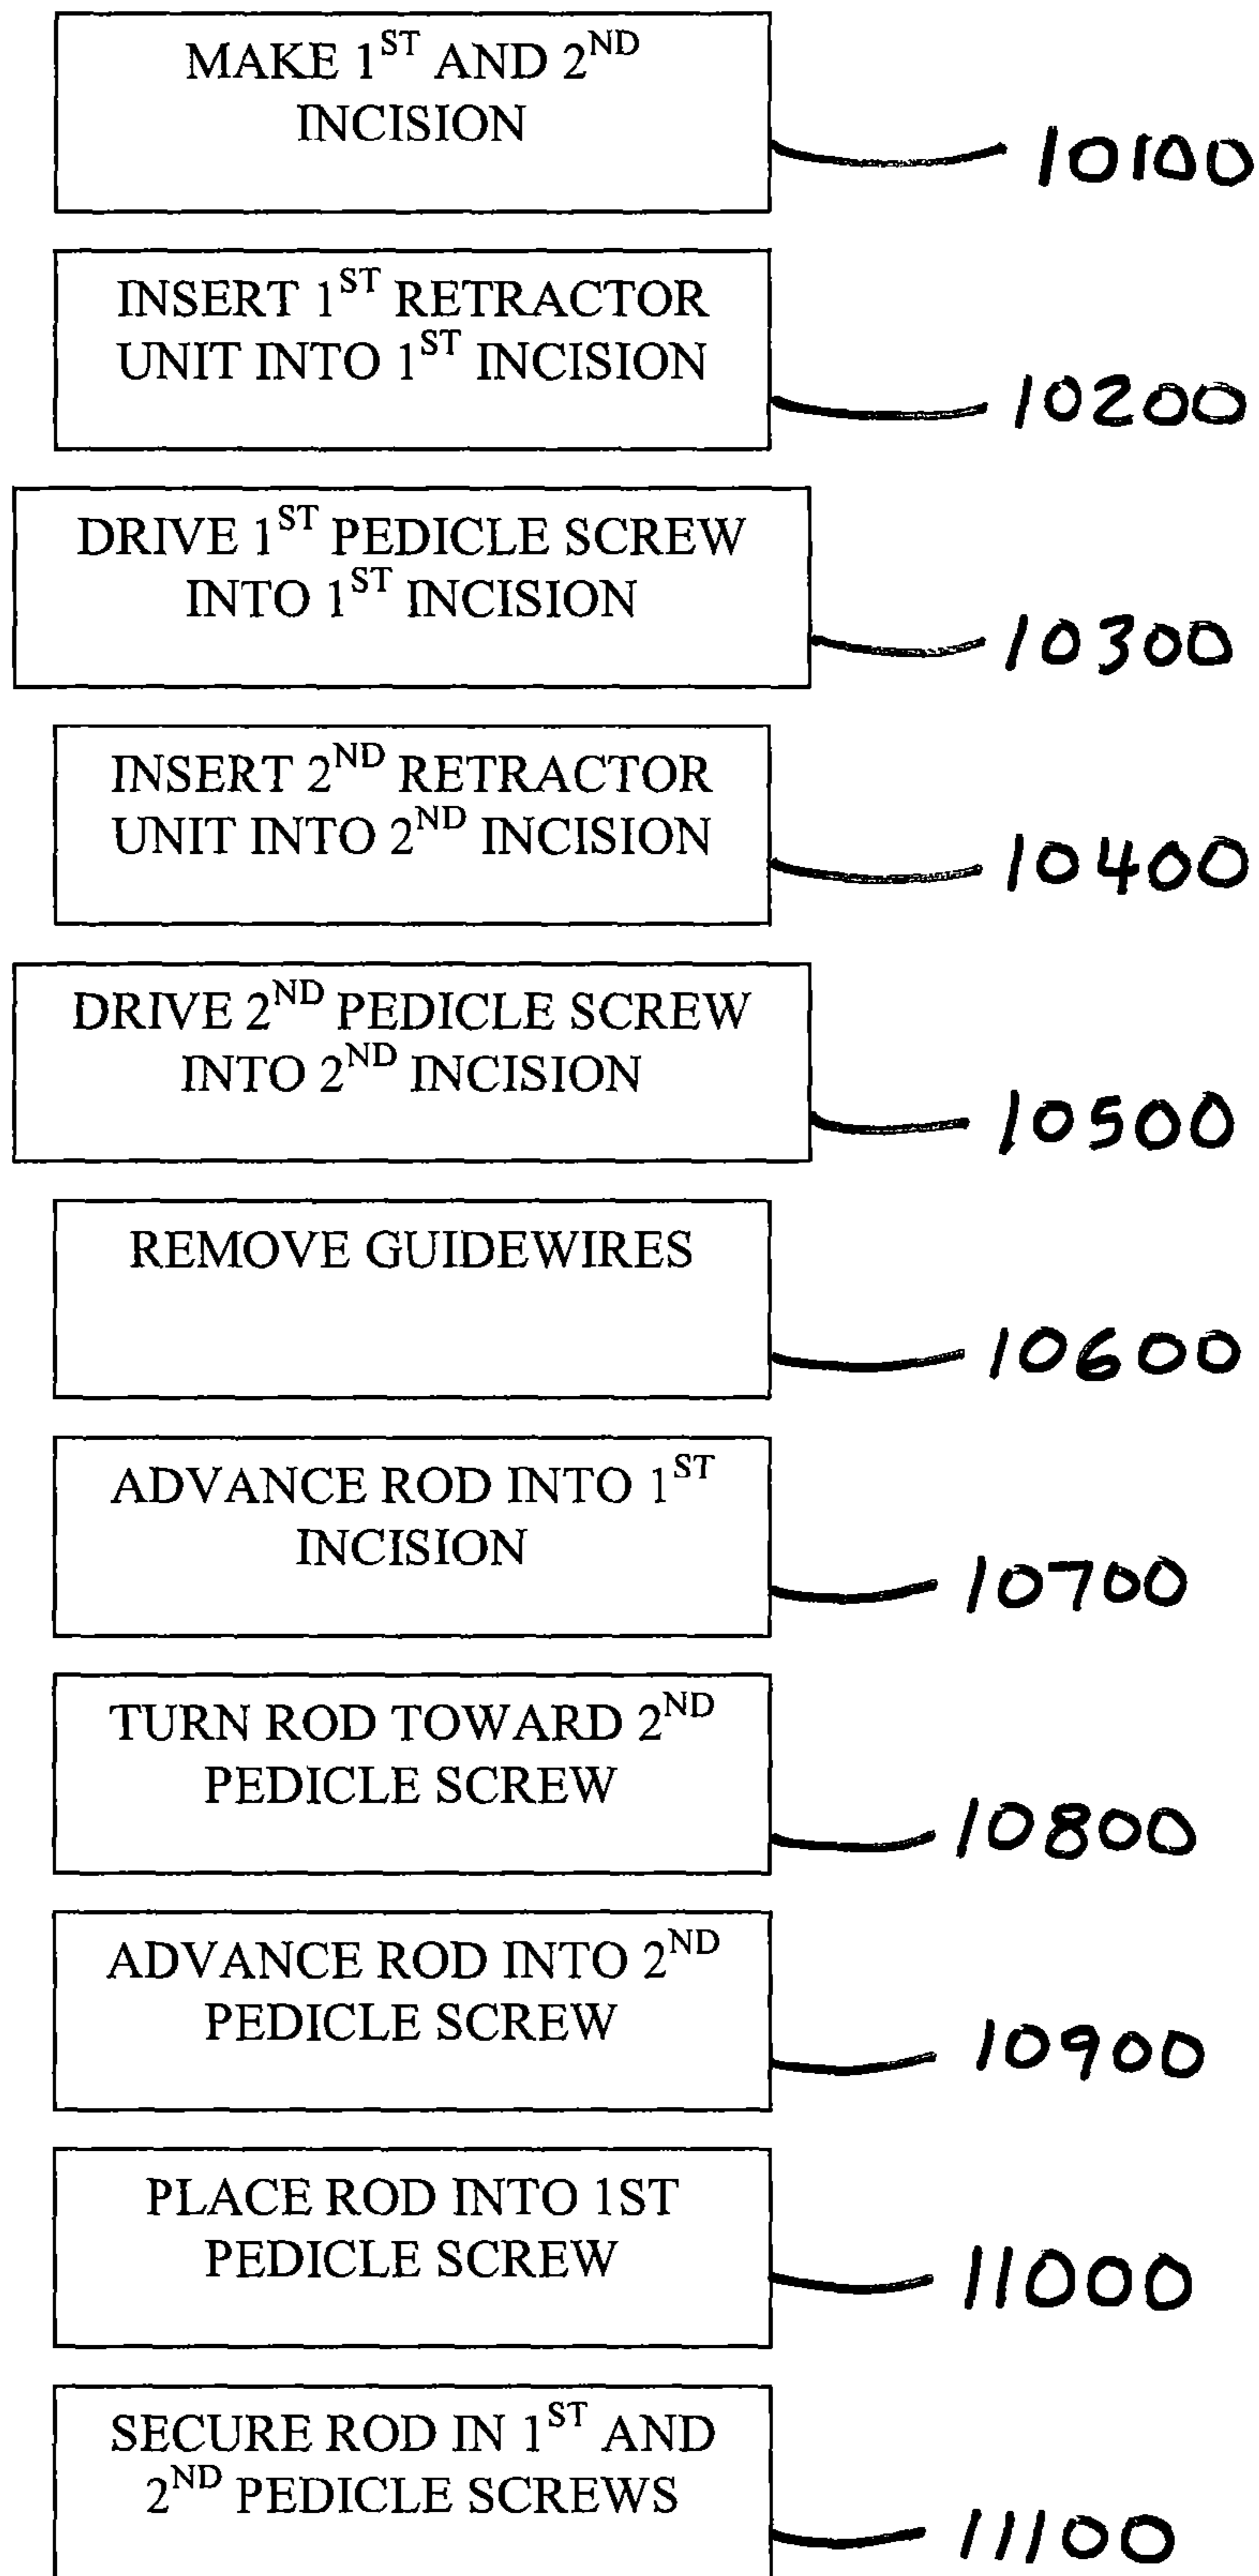 MAKE 1ST AND 2ND
INCISION
10100
INSERT 1ST RETRACTOR
UNIT INTO 1ST INCISION
10200
DRIVE 1ST PEDICLE SCREW
INTO 1ST INCISION
10300
INSERT 2ND RETRACTOR
UNIT INTO 2ND INCISION
10400
DRIVE 2ND PEDICLE SCREW
INTO 2ND INCISION
10500
REMOVE GUIDEWIRES
10600
ADVANCE ROD INTO 1ST
INCISION
10700
TURN ROD TOWARD 2ND
PEDICLE SCREW
10800
ADVANCE ROD INTO 2ND
PEDICLE SCREW
10900
PLACE ROD INTO 1ST
PEDICLE SCREW
11000
SECURE ROD IN 1ST AND
2ND PEDICLE SCREWS
11100